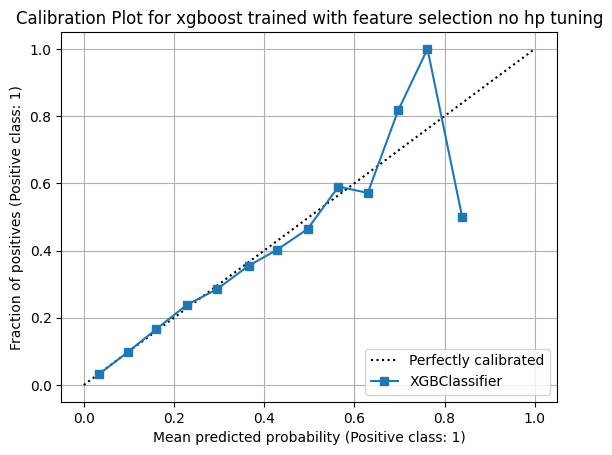 Calibration Plot for xgboost trained with feature selection no hp tuning
1.0
0.8
0.6
0.4
0.2
0.0
Fraction of positives (Positive class: 1)
Perfectly calibrated
XGBClassifier
0.0 0.2 0.4 0.6 0.8 1.0
Mean predicted probability (Positive class: 1)